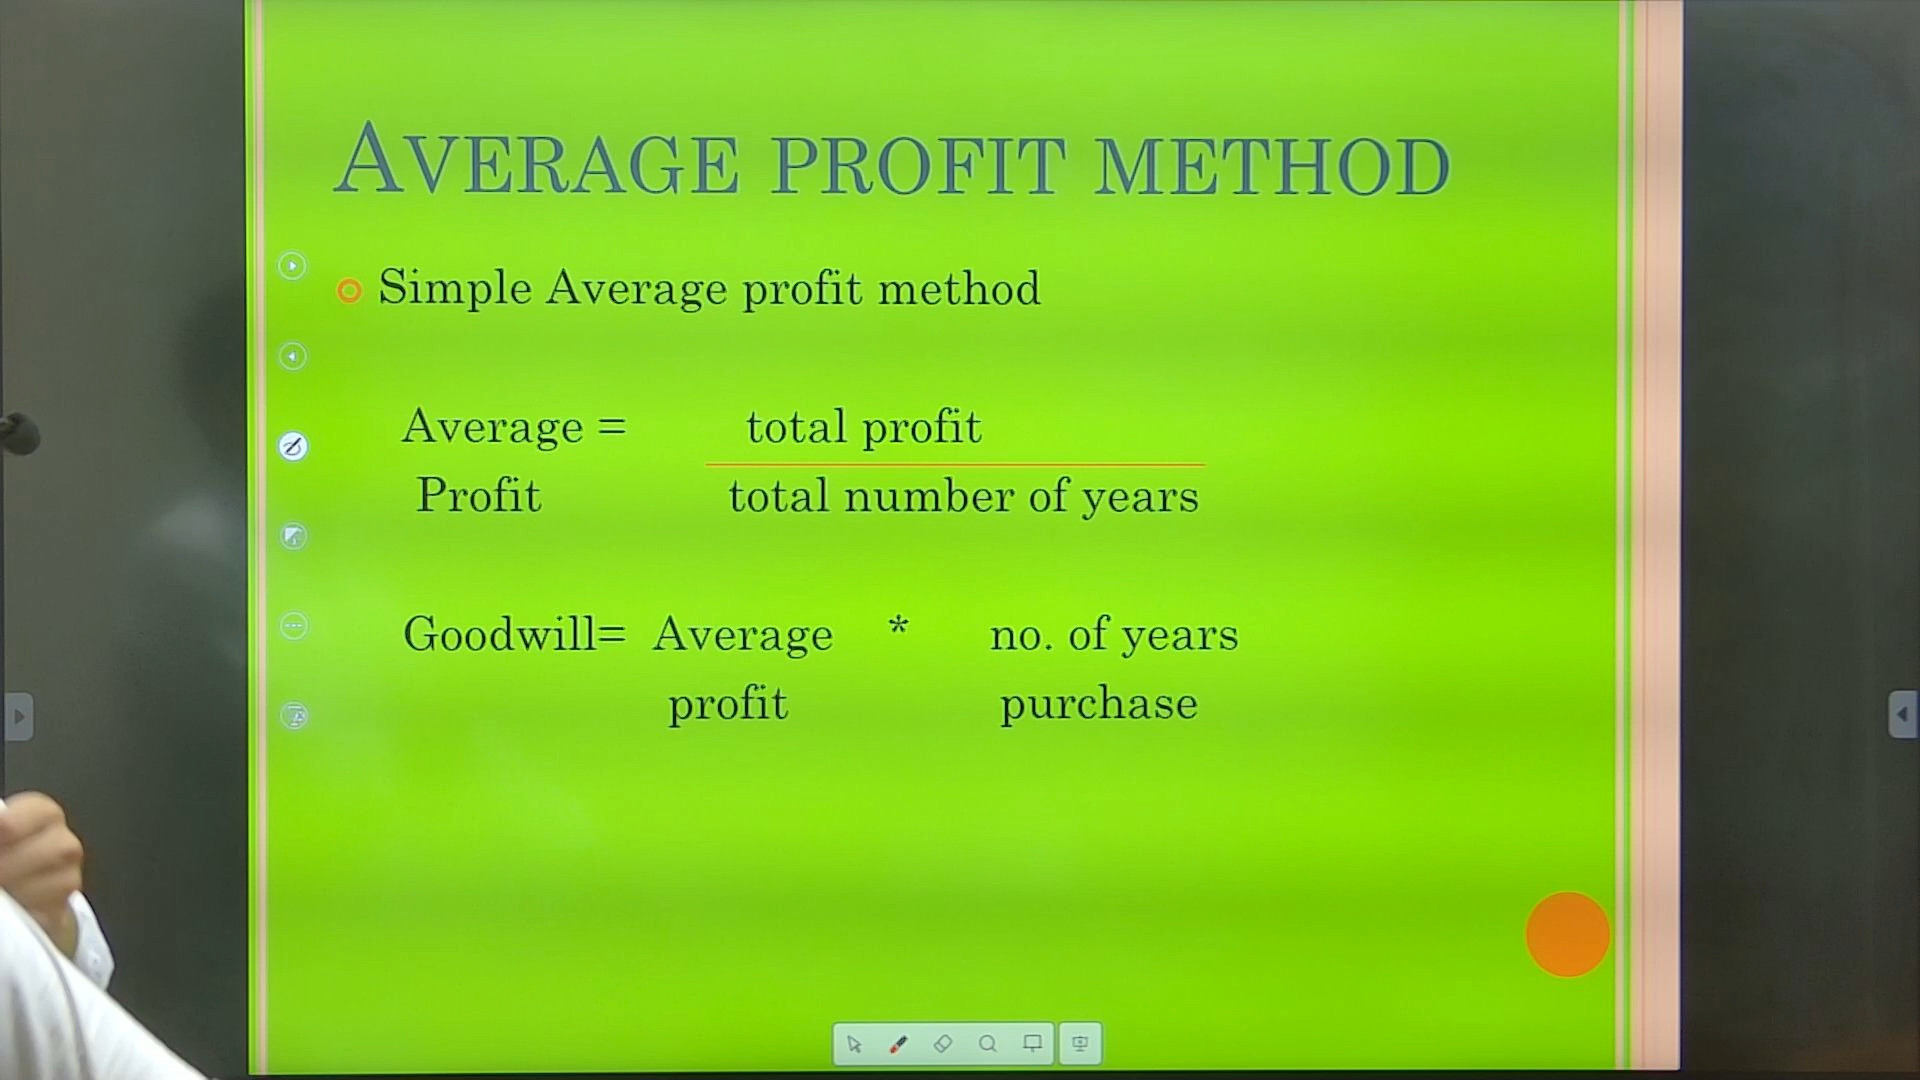 AVERAGE PROFIT METHOD
Simple Average profit method
Average = total profit
Profit total number of years
Goodwill= Average * no. of years
profit purchase